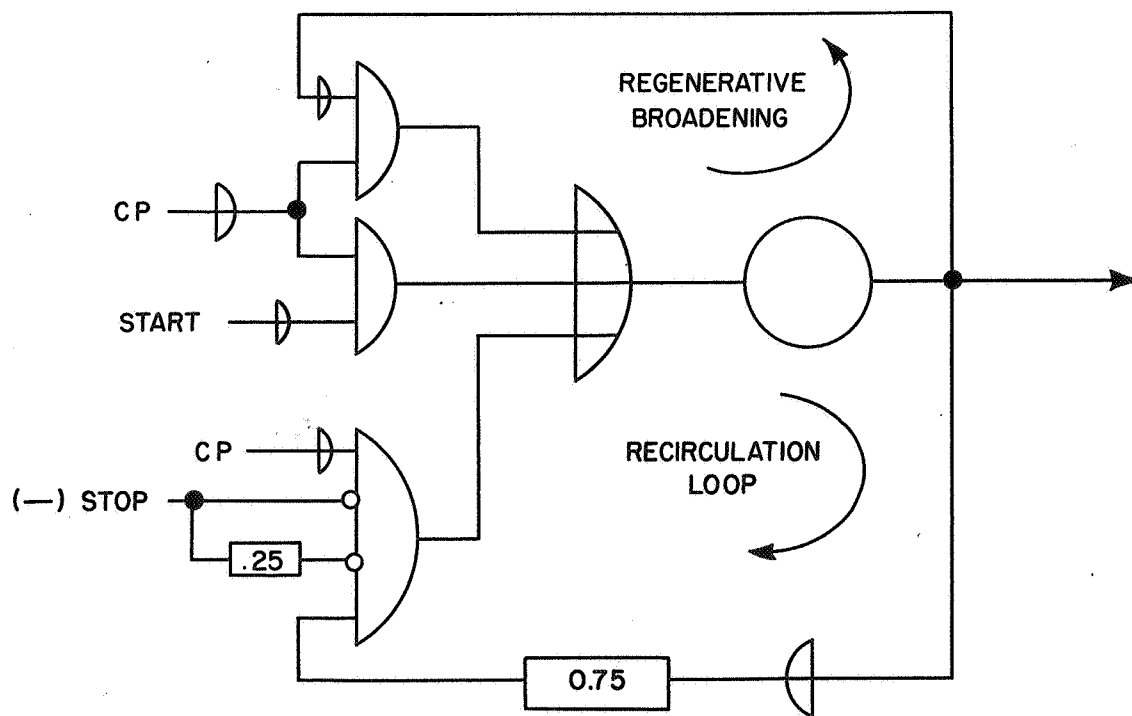 REGENERATIVE
BROADENING
CP
START
CP
(—) STOP
.25
RECIRCULATION
LOOP
0.75